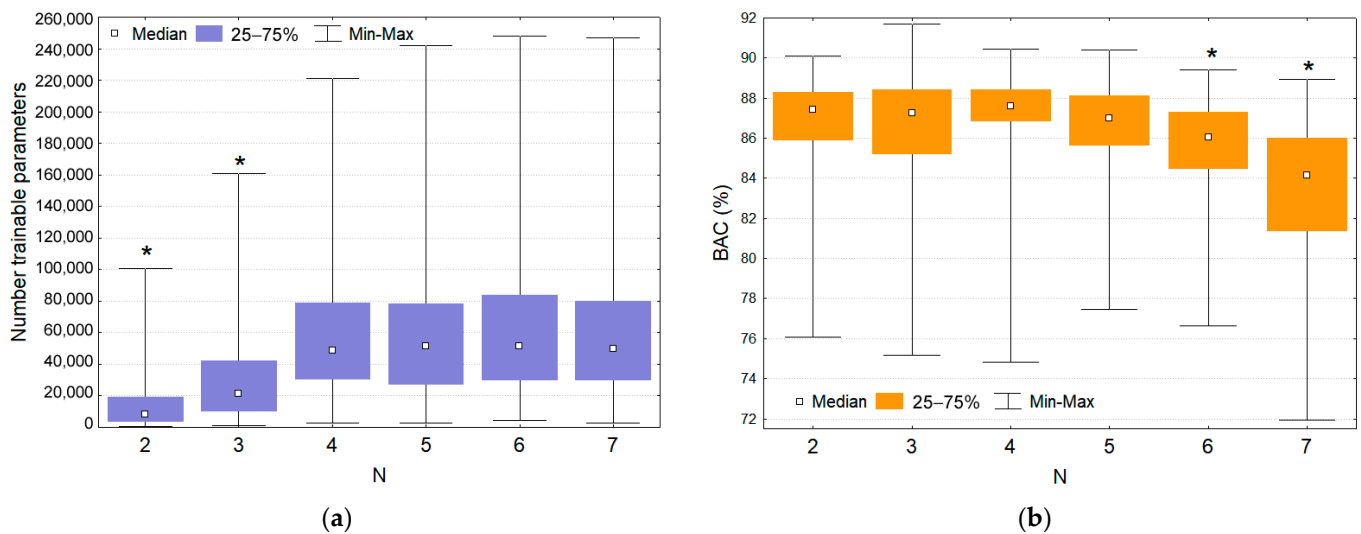 260,000
240,000
220,000
200,000
180,000
160,000
140,000
120,000
100,000
80,000
60,000
40,000
20,000
0
Number trainable parameters
Median 25–75% Min-Max
* *
2 3 4 5 6 7
N
(a)
92
90
88
86
84
82
80
78
76
74
72
BAC (%)
* *
Median 25–75% Min-Max
2 3 4 5 6 7
N
(b)